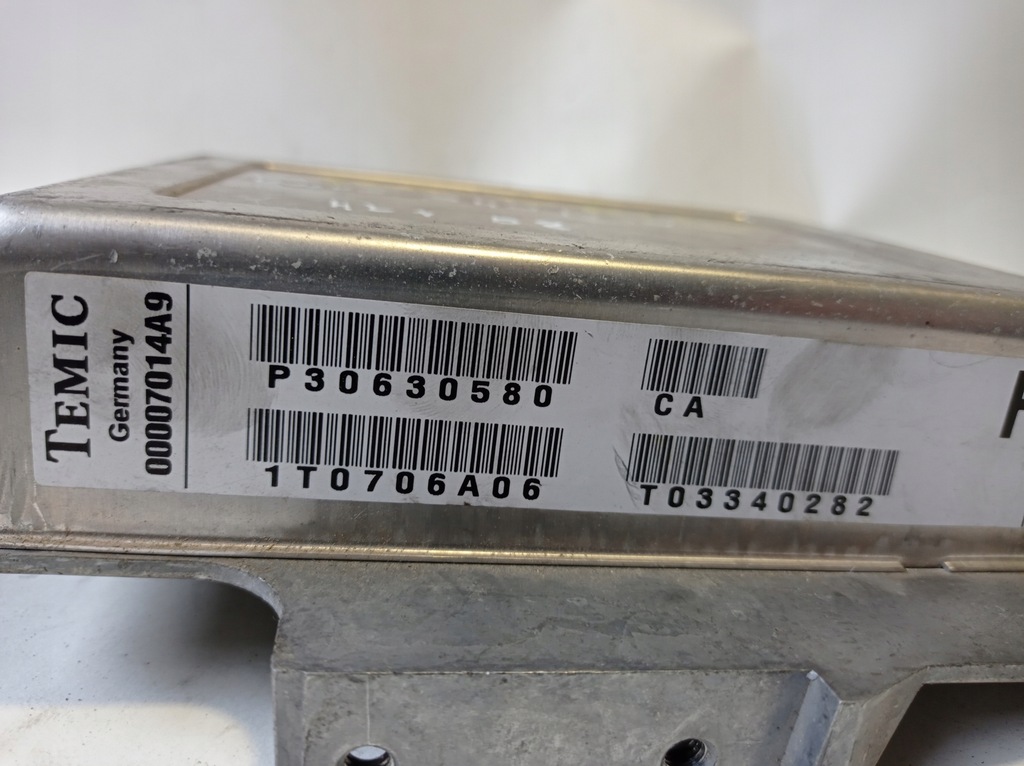 TEMIC
Germany
00007014A9
P30630580
CA
1T0706A06
T03340282